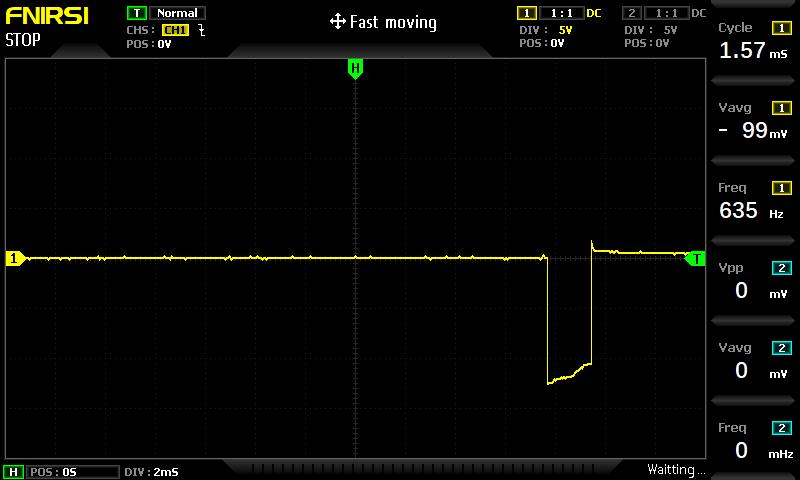 FNIRSI
STOP
T Normal
CHS: CH1
POS: 0V
Fast moving
1 1:1 DC
DIV: 5V
POS: 0V
2 1:1 DC
DIV: 5V
POS: 0V
H
1
T
Cycle 1
1.57 mS
Vavg 1
- 99 mV
Freq 1
635 Hz
Vpp 2
0 mV
Vavg 2
0 mV
Freq 2
0 mHz
H POS: 0S DIV: 2mS
Waitting...